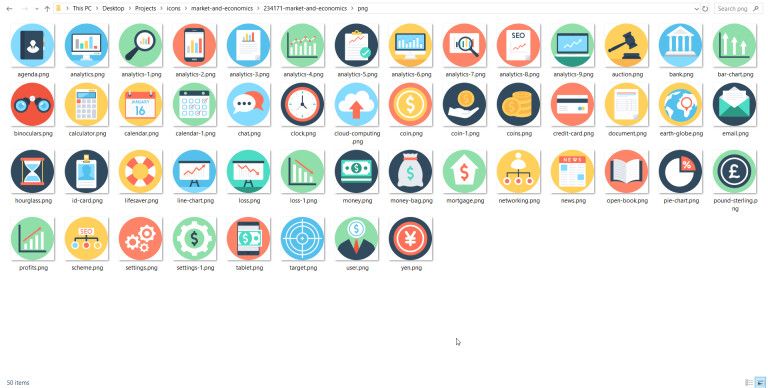 This PC > Desktop > Projects > icons > market-and-economics > 234171-market-and-economics > png
Search png
SEO
agenda.png analytics.png analytics-1.png analytics-2.png analytics-3.png analytics-4.png analytics-5.png analytics-6.png analytics-7.png analytics-8.png analytics-9.png auction.png bank.png bar-chart.png
JANUARY
16
binoculars.png calculator.png calendar.png calendar-1.png chat.png clock.png cloud-computing.png coin.png coin-1.png coins.png credit-card.png document.png earth-globe.png email.png
NEWS
%
£
hourglass.png id-card.png lifesaver.png line-chart.png loss.png loss-1.png money.png money-bag.png mortgage.png networking.png news.png open-book.png pie-chart.png pound-sterling.png
SEO
$
¥
profits.png scheme.png settings.png settings-1.png tablet.png target.png user.png yen.png
50 items